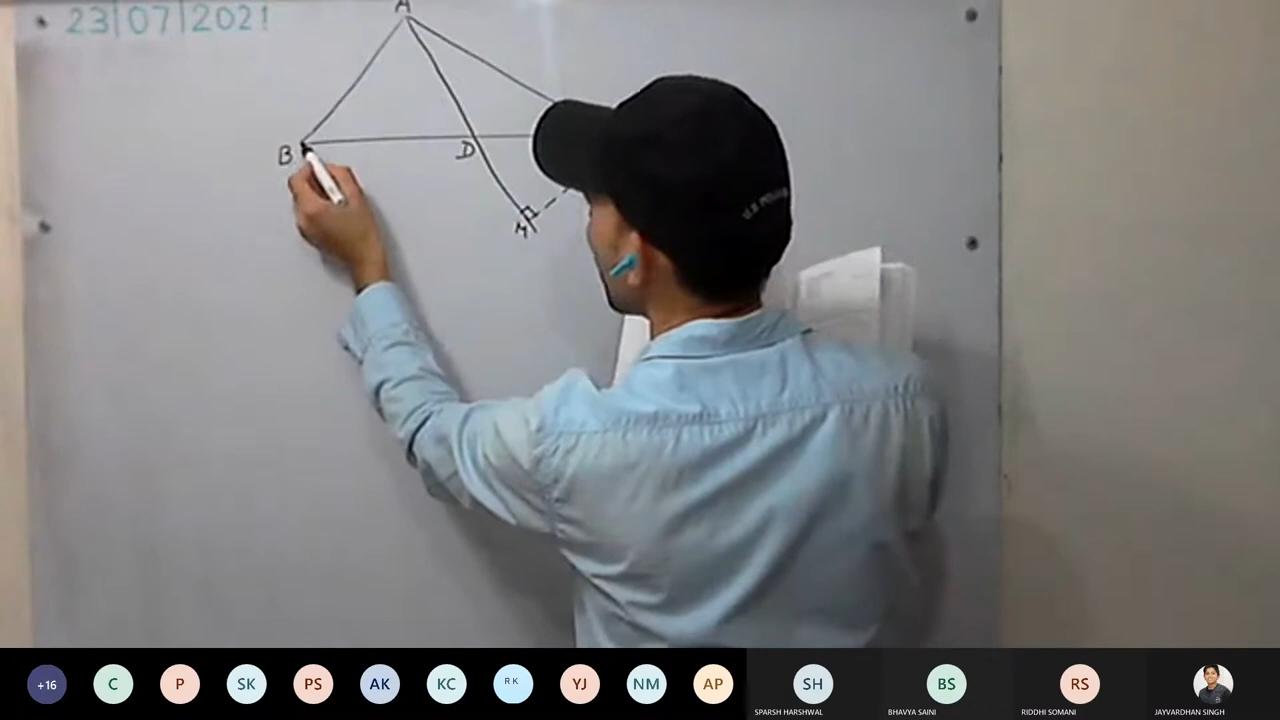 23|07|2021
A
B
D
M
+16
C
P
SK
PS
AK
KC
RK
YJ
NM
AP
SH
BS
RS
SPARSH HARSHWAL
BHAVYA SAINI
RIDDHI SOMANI
JAYVARDHAN SINGH